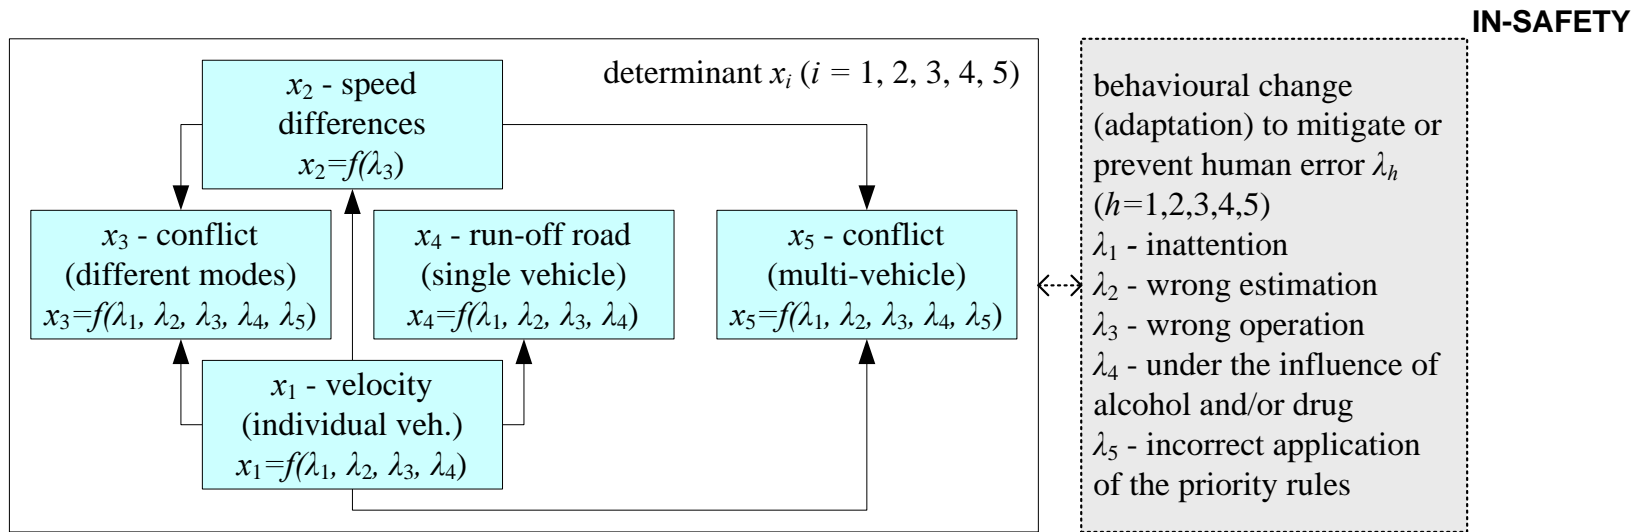 IN-SAFETY
determinant x₁ (i = 1, 2, 3, 4, 5)
x₂ - speed
differences
x₂=f(λ₃)
x₃ - conflict
(different modes)
x₃=f(λ₁, λ₂, λ₃, λ₄, λ₅)
x₄ - run-off road
(single vehicle)
x₄=f(λ₁, λ₂, λ₃, λ₄)
x₅ - conflict
(multi-vehicle)
x₅=f(λ₁, λ₂, λ₃, λ₄, λ₅)
x₁ - velocity
(individual veh.)
x₁=f(λ₁, λ₂, λ₃, λ₄)
behavioural change
(adaptation) to mitigate or
prevent human error λₕ
(h=1,2,3,4,5)
λ₁ - inattention
λ₂ - wrong estimation
λ₃ - wrong operation
λ₄ - under the influence of
alcohol and/or drug
λ₅ - incorrect application
of the priority rules